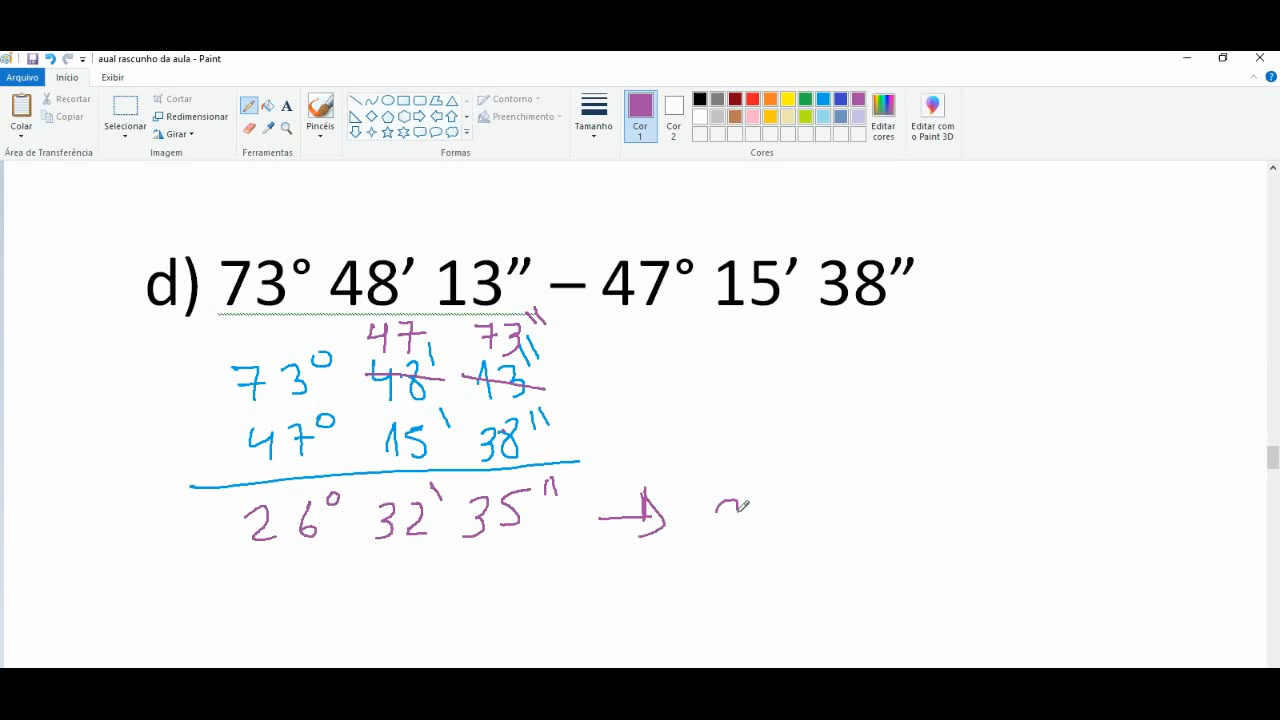 aual rascunho da aula - Paint
Arquivo Início Exibir
Colar Recortar Copiar Selecionar Cortar Redimensionar Girar A Pincéis Contorno Preenchimento Tamanho Cor 1 Cor 2 Editar cores Editar com o Paint 3D
Área de Transferência Imagem Ferramentas Formas Cores
d) 73° 48’ 13” – 47° 15’ 38”
47 73"
73° 48' 13"
47° 15' 38"
26° 32' 35"